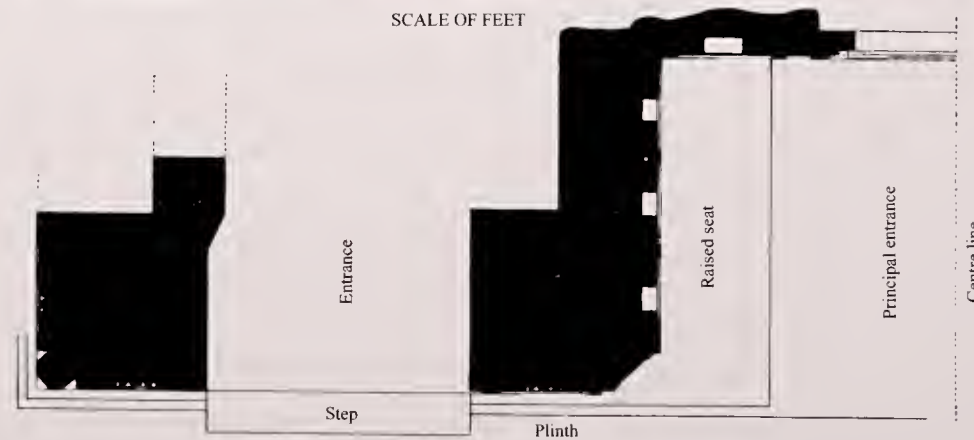 SCALE OF FEET
Entrance
Raised seat
Principal entrance
Centre line
Step
Plinth